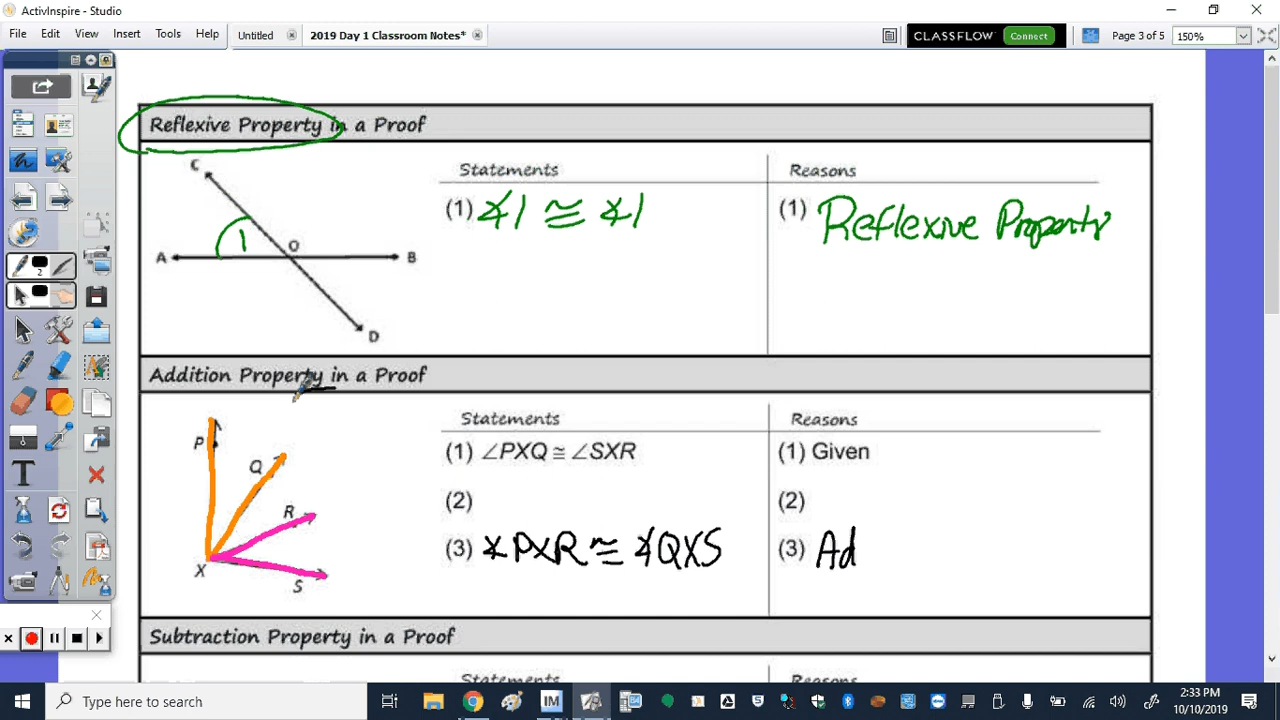 ActivInspire - Studio
File Edit View Insert Tools Help
Untitled
2019 Day 1 Classroom Notes*
CLASSFLOW Connect
Page 3 of 5
150%
Reflexive Property in a Proof
C
A
1
O
B
D
Statements
Reasons
(1) ∡1 ≅ ∡1
(1) Reflexive Property
Addition Property in a Proof
P
Q
R
X
S
Statements
Reasons
(1) ∠PXQ ≅ ∠SXR
(1) Given
(2)
(2)
(3) ∡PXR ≅ ∡QXS
(3) Ad
Subtraction Property in a Proof
Statements
Reasons
Type here to search
2:33 PM
10/10/2019